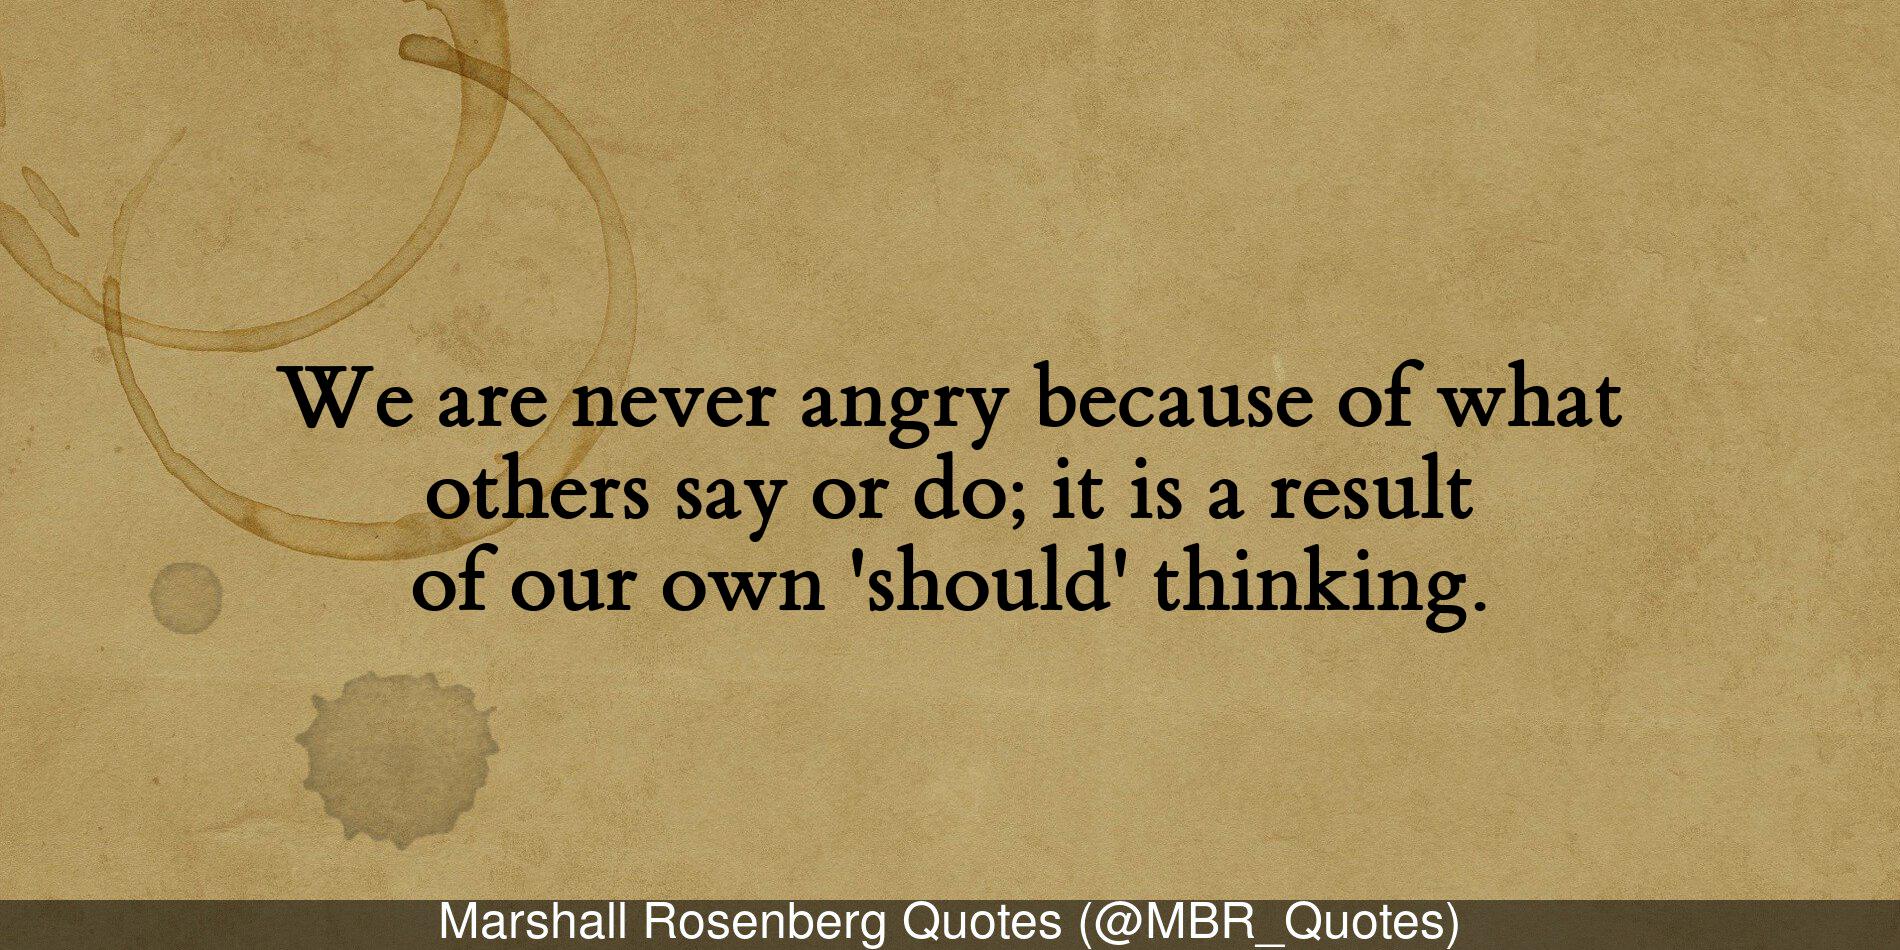 We are never angry because of what
others say or do; it is a result
of our own 'should' thinking.
Marshall Rosenberg Quotes (@MBR_Quotes)